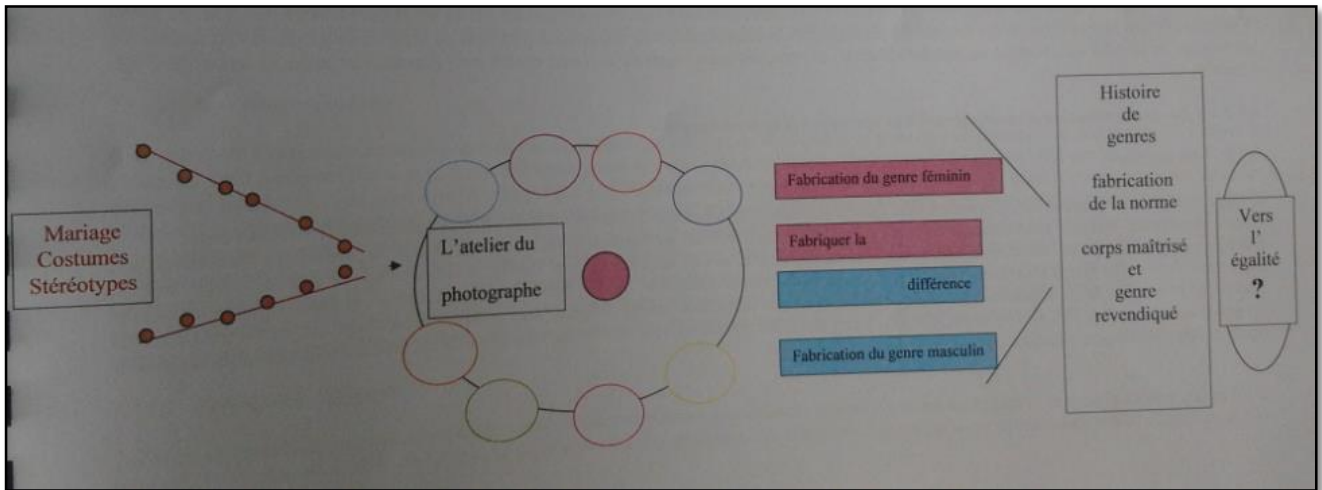 Mariage
Costumes
Stéréotypes
L'atelier du
photographe
Fabrication du genre féminin
Fabriquer la
différence
Fabrication du genre masculin
Histoire
de
genres
fabrication
de la norme
corps maîtrisé
et
genre
revendiqué
Vers
l'
égalité
?